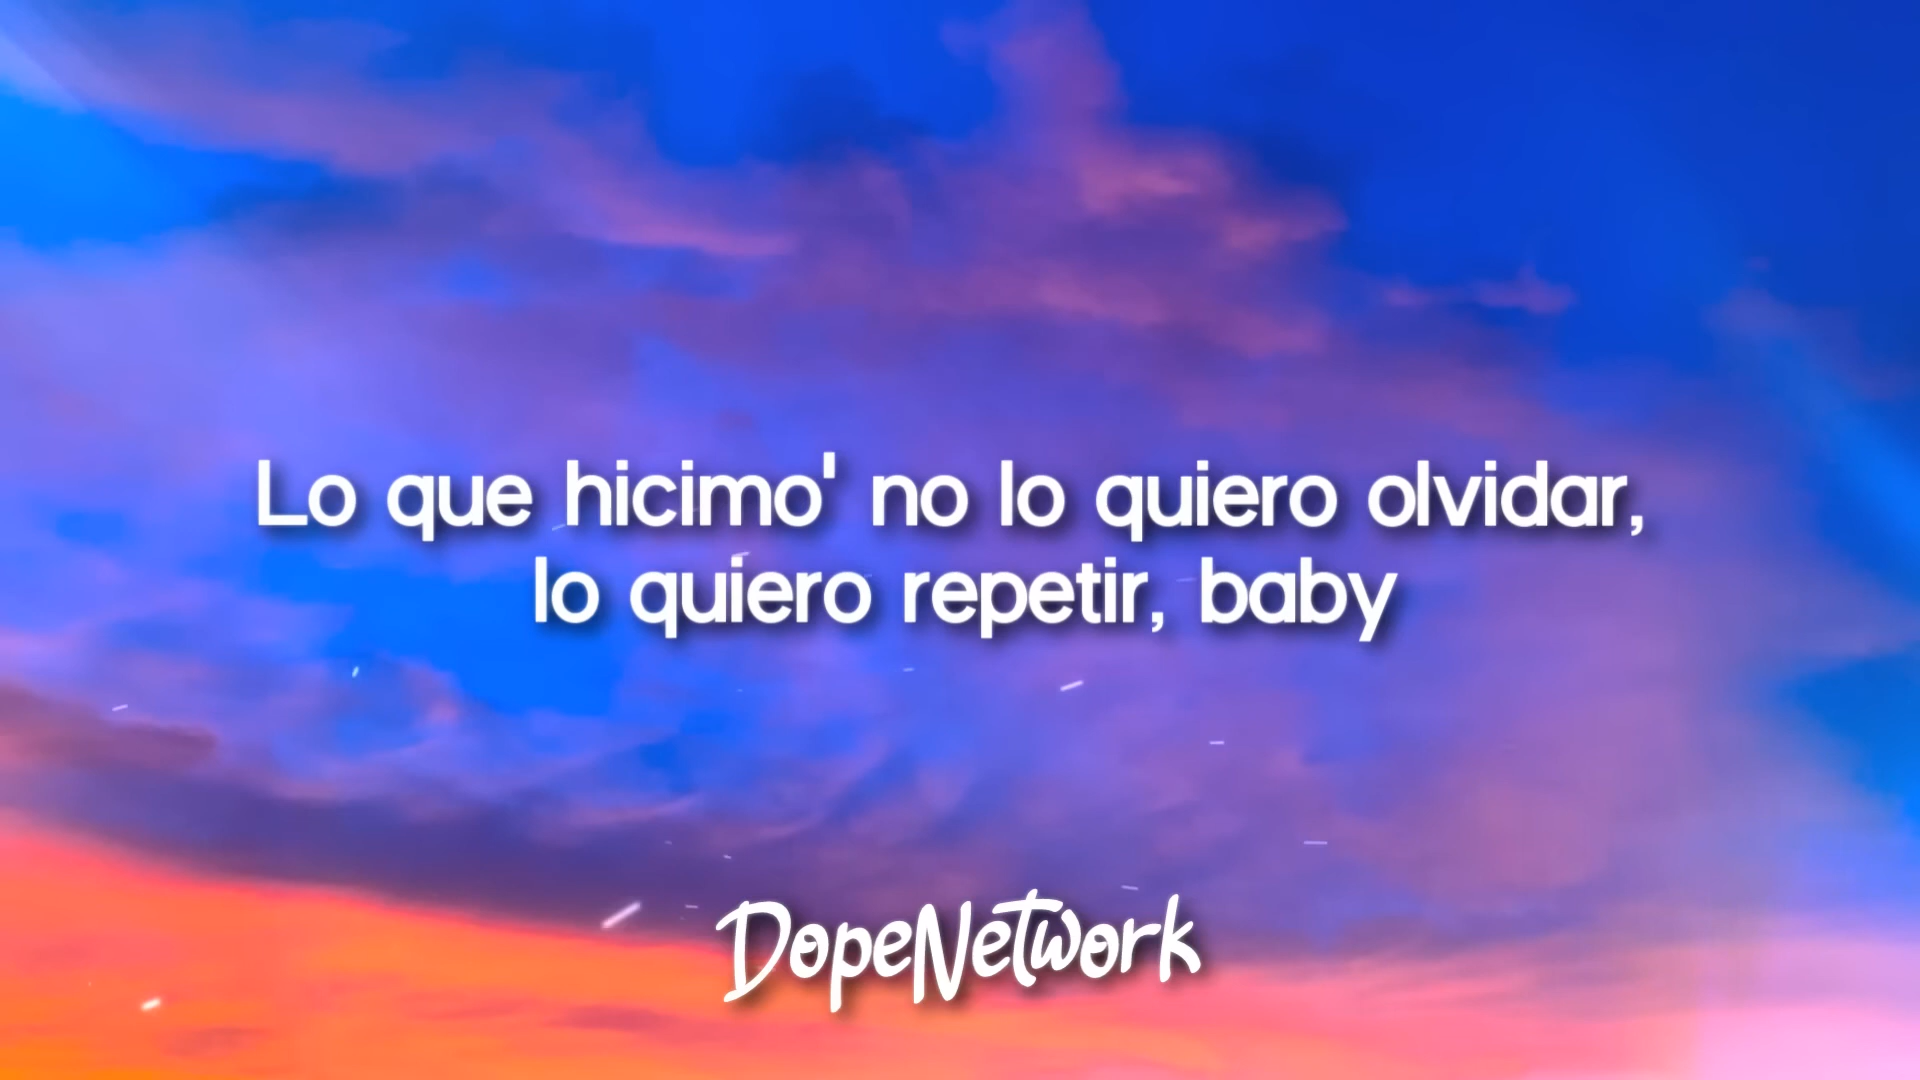 Lo que hicimo' no lo quiero olvidar,
lo quiero repetir, baby
DopeNetwork